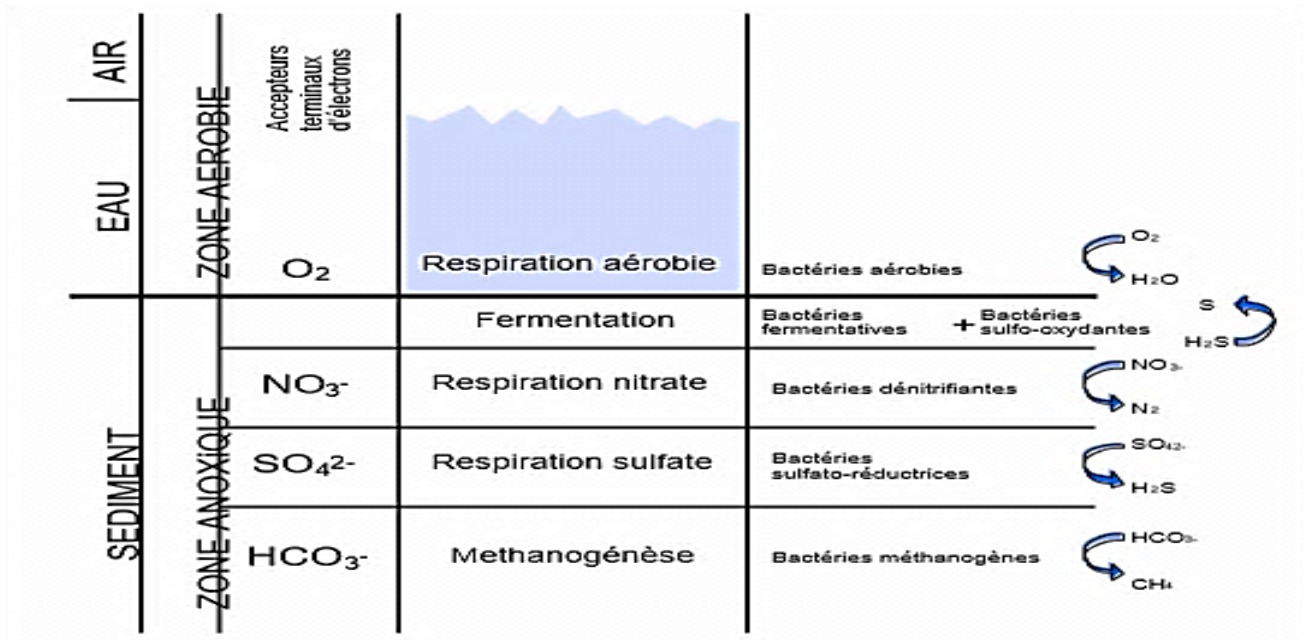 AIR
EAU
SEDIMENT
ZONE AEROBIE
ZONE ANOXIQUE
Accepteurs
terminaux
d'électrons
O₂
Respiration aérobie
Bactéries aérobies
O₂
H₂O
Fermentation
Bactéries
fermentatives
+
Bactéries
sulfo-oxydantes
S
H₂S
NO₃-
Respiration nitrate
Bactéries dénitrifiantes
NO₃-
N₂
SO₄²-
Respiration sulfate
Bactéries
sulfato-réductrices
SO₄²-
H₂S
HCO₃-
Methanogénèse
Bactéries méthanogènes
HCO₃-
CH₄